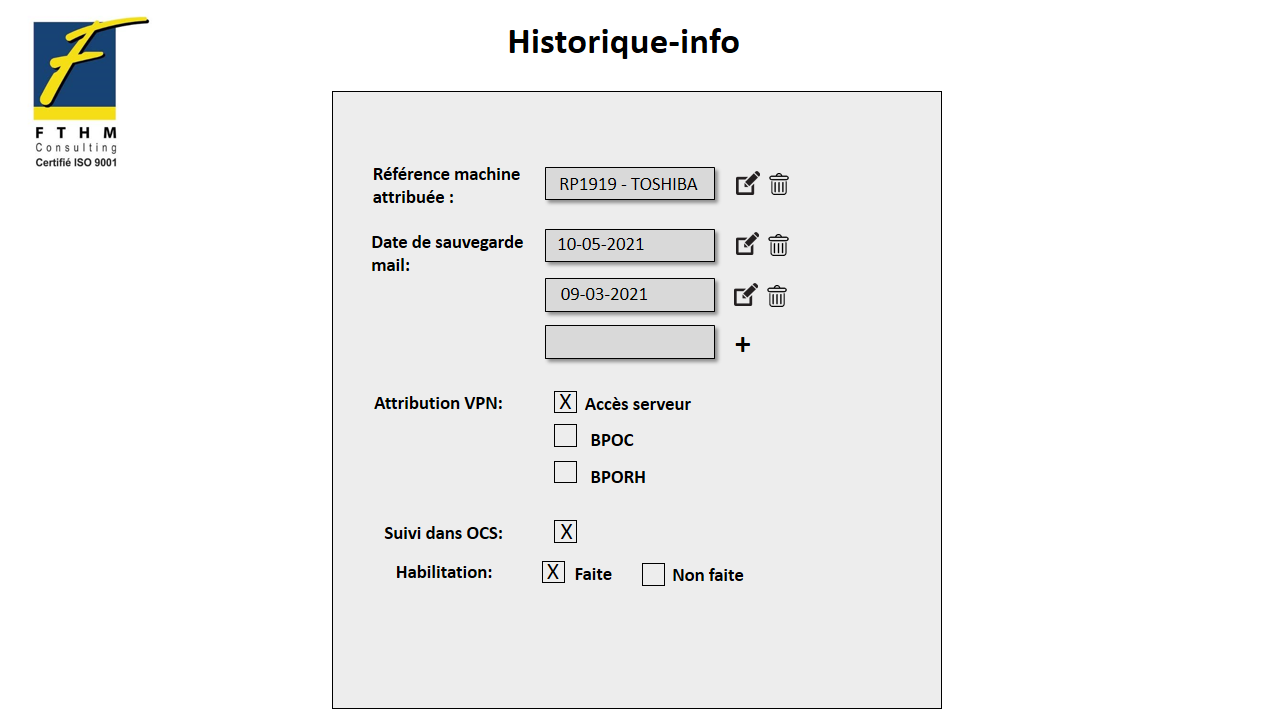 Historique-info
F T H M
Consulting
Certifié ISO 9001
Référence machine
attribuée :
RP1919 - TOSHIBA
Date de sauvegarde
mail:
10-05-2021
09-03-2021
+
Attribution VPN:
X Accès serveur
BPOC
BPORH
Suivi dans OCS: X
Habilitation: X Faite Non faite